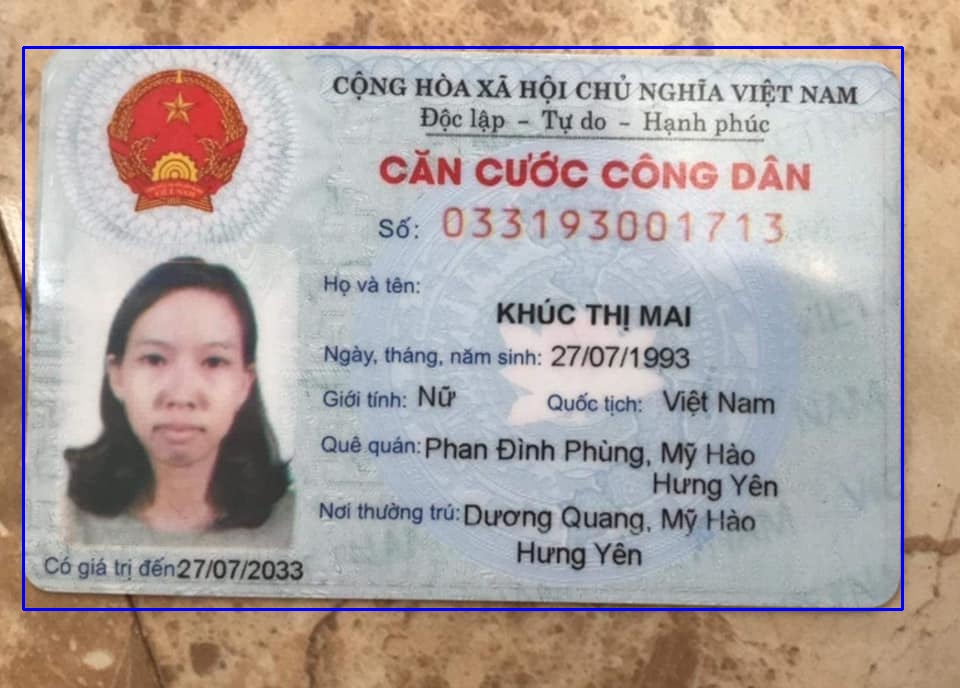 CỘNG HÒA XÃ HỘI CHỦ NGHĨA VIỆT NAM
Độc lập - Tự do - Hạnh phúc
CĂN CƯỚC CÔNG DÂN
Số: 033193001713
Họ và tên:
KHÚC THỊ MAI
Ngày, tháng, năm sinh: 27/07/1993
Giới tính: Nữ Quốc tịch: Việt Nam
Quê quán: Phan Đình Phùng, Mỹ Hào
Hưng Yên
Nơi thường trú: Dương Quang, Mỹ Hào
Hưng Yên
Có giá trị đến 27/07/2033